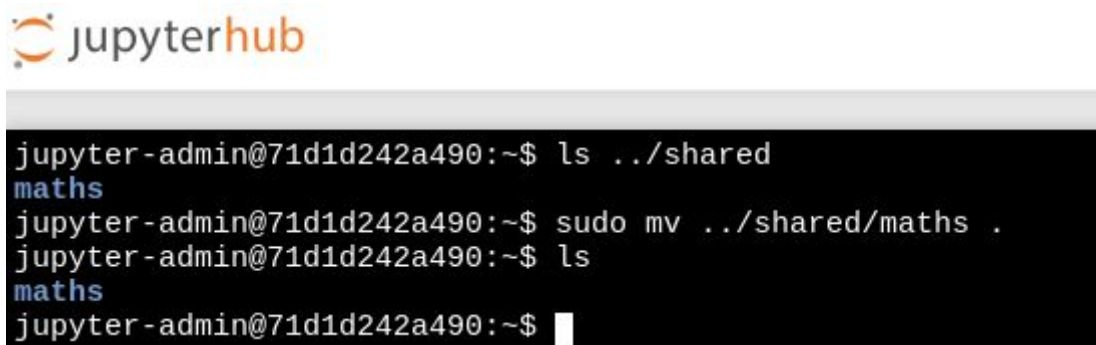 jupyterhub
jupyter-admin@71d1d242a490:~$ ls ../shared
maths
jupyter-admin@71d1d242a490:~$ sudo mv ../shared/maths .
jupyter-admin@71d1d242a490:~$ ls
maths
jupyter-admin@71d1d242a490:~$